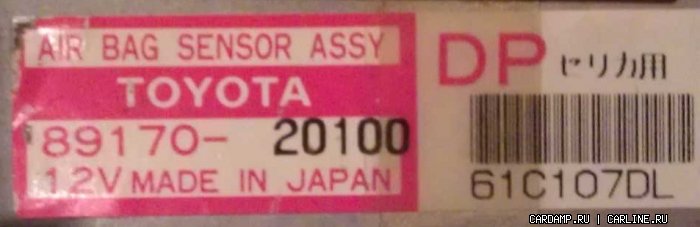 AIR BAG SENSOR ASSY
TOYOTA
89170- 20100
12V MADE IN JAPAN
DP セリカ用
61C107DL
CARDAMP.RU | CARLINE.RU